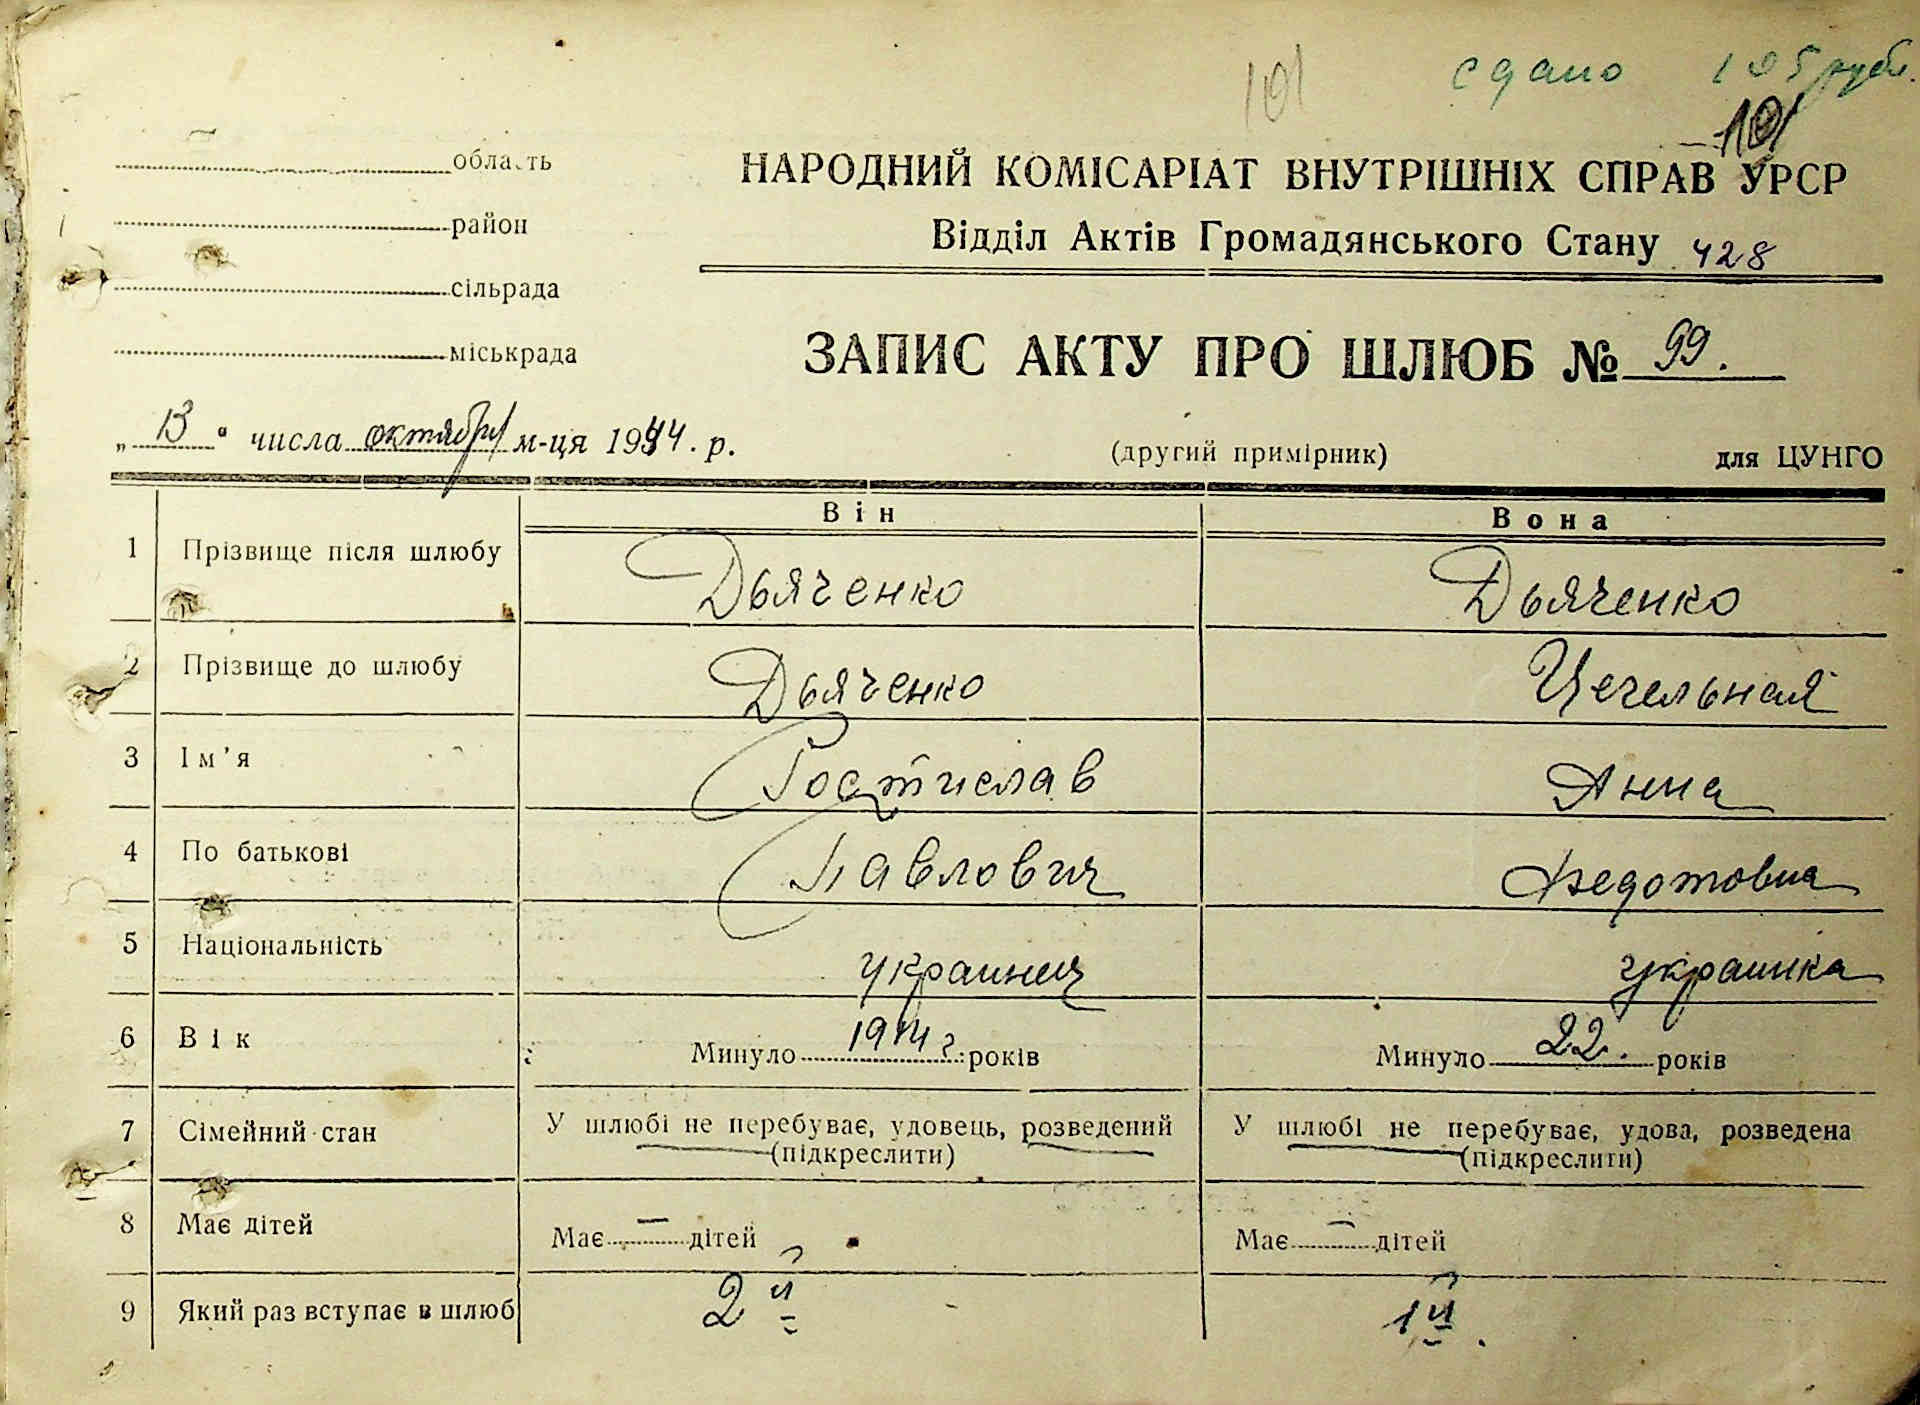 101
сдано 105 рубл.
101
область
район
сільрада
міськрада
НАРОДНИЙ КОМІСАРІАТ ВНУТРІШНІХ СПРАВ УРСР
Відділ Актів Громадянського Стану 428
ЗАПИС АКТУ ПРО ШЛЮБ № 99.
„13“ числа октября м-ця 1944. р.
(другий примірник) для ЦУНГО
Він Вона
1 Прізвище після шлюбу Дьяченко Дьяченко
2 Прізвище до шлюбу Дьяченко Чечельная
3 Ім'я Ростислав Анна
4 По батькові Павлович Федотовна
5 Національність украинец украинка
6 Вік Минуло 1914 г. років Минуло 22. років
7 Сімейний стан У шлюбі не перебуває, удовець, розведений У шлюбі не перебуває, удова, розведена
(підкреслити) (підкреслити)
8 Має дітей Має — дітей Має — дітей
9 Який раз вступає в шлюб 2й 1й.